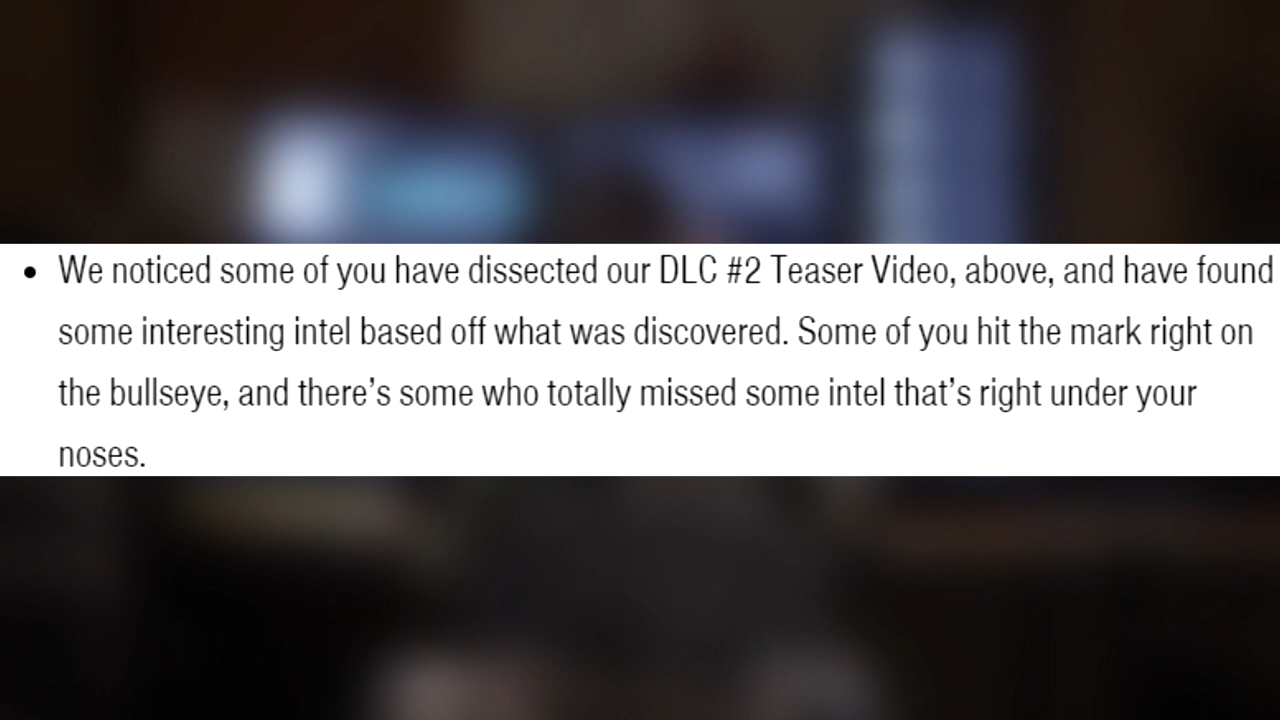 • We noticed some of you have dissected our DLC #2 Teaser Video, above, and have found
some interesting intel based off what was discovered. Some of you hit the mark right on
the bullseye, and there’s some who totally missed some intel that’s right under your
noses.